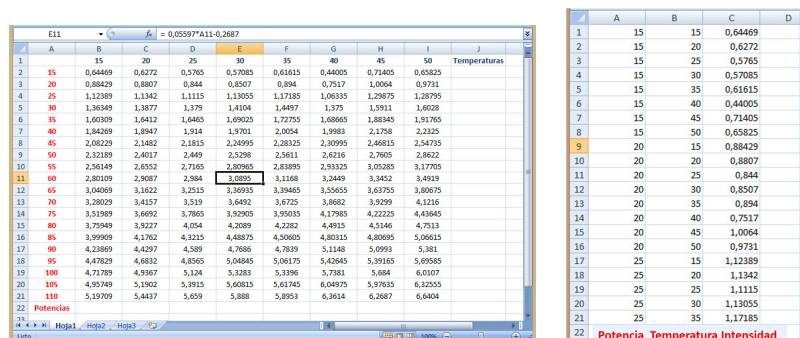 E11 fx = 0,05597*A11-0,2687
A B C D E F G H I J
1 15 20 25 30 35 40 45 50 Temperaturas
2 15 0,64469 0,6272 0,5765 0,57085 0,61615 0,44005 0,71405 0,65825
3 20 0,88429 0,8807 0,844 0,8507 0,894 0,7517 1,0064 0,9731
4 25 1,12389 1,1342 1,1115 1,13055 1,17185 1,06335 1,29875 1,28795
5 30 1,36349 1,3877 1,379 1,4104 1,4497 1,375 1,5911 1,6028
6 35 1,60309 1,6412 1,6465 1,69025 1,72755 1,68665 1,88345 1,91765
7 40 1,84269 1,8947 1,914 1,9701 2,0054 1,9983 2,1758 2,2325
8 45 2,08229 2,1482 2,1815 2,24995 2,28325 2,30995 2,46815 2,54735
9 50 2,32189 2,4017 2,449 2,5298 2,5611 2,6216 2,7605 2,8622
10 55 2,56149 2,6552 2,7165 2,80965 2,83895 2,93325 3,05285 3,17705
11 60 2,80109 2,9087 2,984 3,0895 3,1168 3,2449 3,3452 3,4919
12 65 3,04069 3,1622 3,2515 3,36935 3,39465 3,55655 3,63755 3,80675
13 70 3,28029 3,4157 3,519 3,6492 3,6725 3,8682 3,9299 4,1216
14 75 3,51989 3,6692 3,7865 3,92905 3,95035 4,17985 4,22225 4,43645
15 80 3,75949 3,9227 4,054 4,2089 4,2282 4,4915 4,5146 4,7513
16 85 3,99909 4,1762 4,3215 4,48875 4,50605 4,80315 4,80695 5,06615
17 90 4,23869 4,4297 4,589 4,7686 4,7839 5,1148 5,0993 5,381
18 95 4,47829 4,6832 4,8565 5,04845 5,06175 5,42645 5,39165 5,69585
19 100 4,71789 4,9367 5,124 5,3283 5,3396 5,7381 5,684 6,0107
20 105 4,95749 5,1902 5,3915 5,60815 5,61745 6,04975 5,97635 6,32555
21 110 5,19709 5,4437 5,659 5,888 5,8953 6,3614 6,2687 6,6404
22 Potencias
23
Hoja1 Hoja2 Hoja3
Listo 100%
A B C D
1 15 15 0,64469
2 15 20 0,6272
3 15 25 0,5765
4 15 30 0,57085
5 15 35 0,61615
6 15 40 0,44005
7 15 45 0,71405
8 15 50 0,65825
9 20 15 0,88429
10 20 20 0,8807
11 20 25 0,844
12 20 30 0,8507
13 20 35 0,894
14 20 40 0,7517
15 20 45 1,0064
16 20 50 0,9731
17 25 15 1,12389
18 25 20 1,1342
19 25 25 1,1115
20 25 30 1,13055
21 25 35 1,17185
22 Potencia Temperatura Intensidad